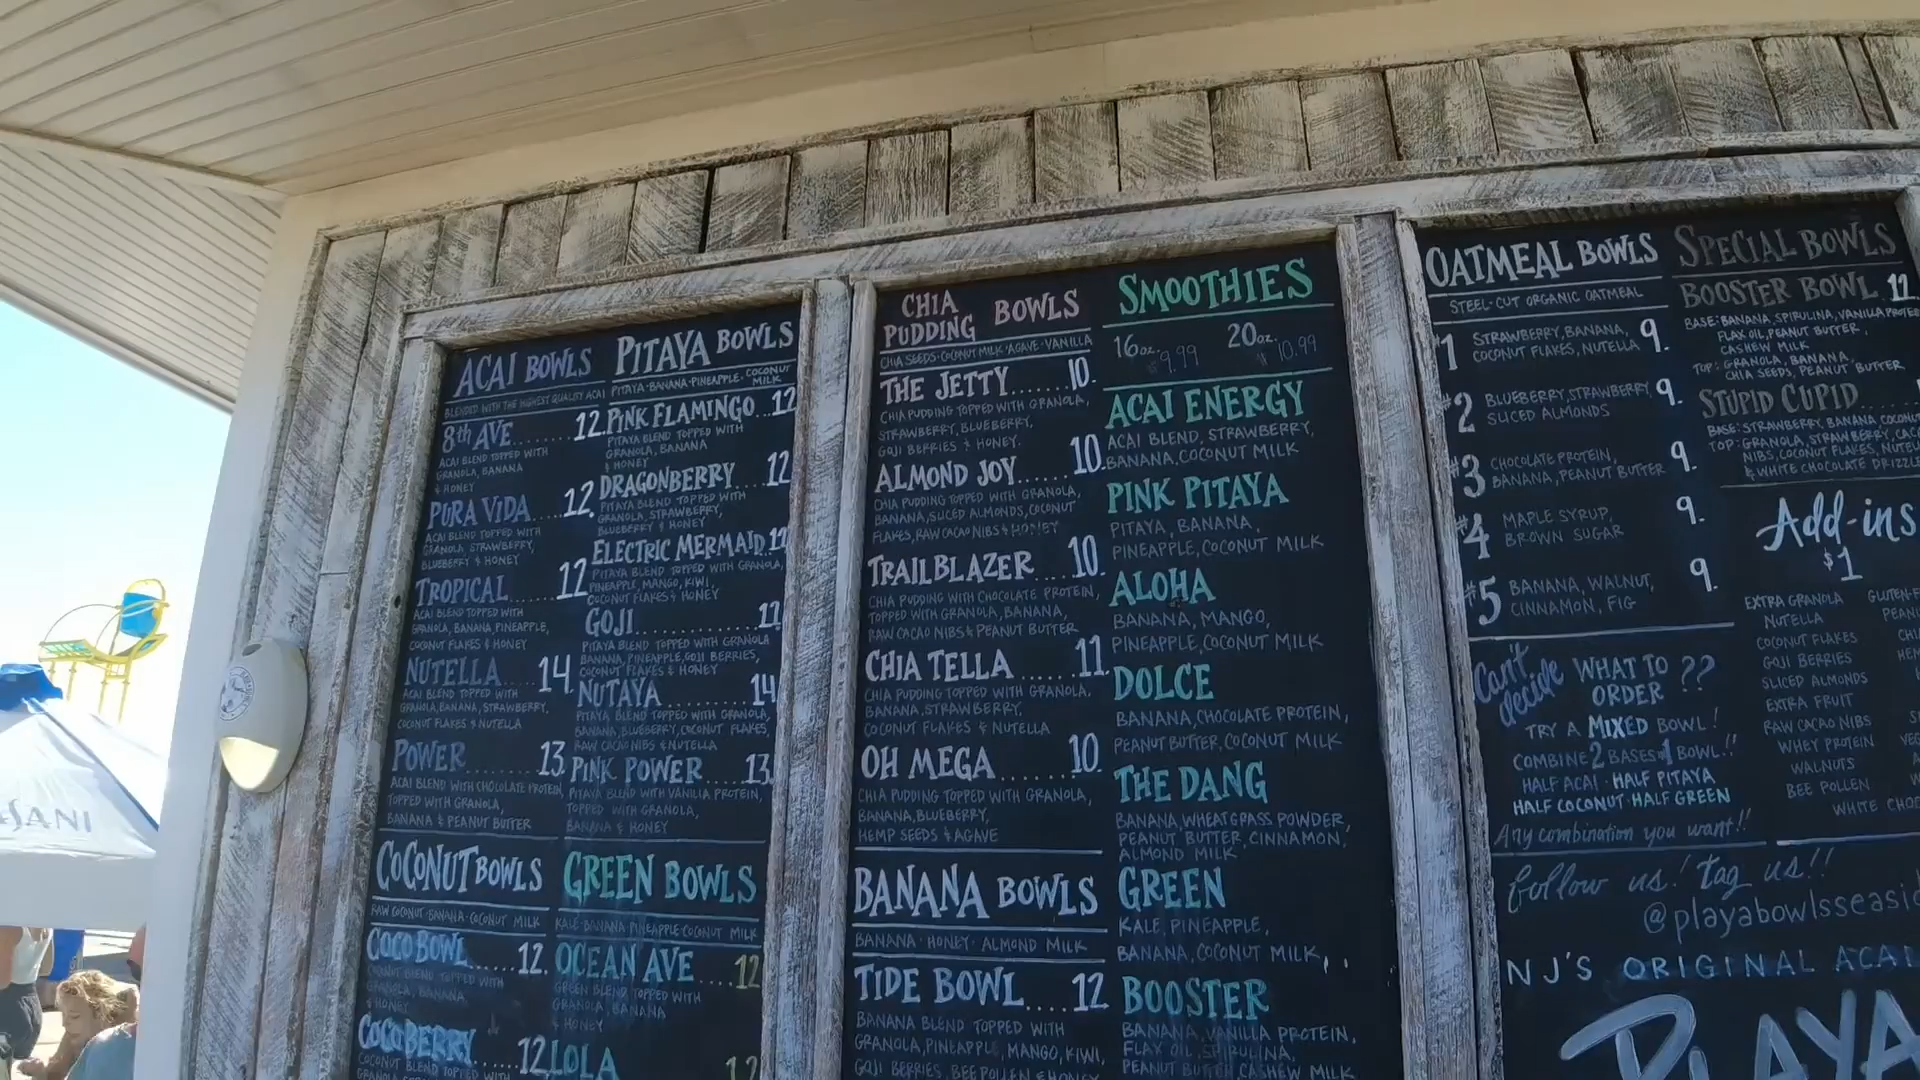 ACAI BOWLS
BLENDED WITH THE HIGHEST QUALITY ACAI
8th AVE........12.
ACAI BLEND TOPPED WITH
GRANOLA, BANANA
& HONEY
PURA VIDA....12.
ACAI BLEND TOPPED WITH
GRANOLA, STRAWBERRY,
BLUEBERRY & HONEY
TROPICAL.....12
ACAI BLEND TOPPED WITH
GRANOLA, BANANA, PINEAPPLE,
COCONUT FLAKES & HONEY
NUTELLA....14.
ACAI BLEND TOPPED WITH
GRANOLA, BANANA, STRAWBERRY,
COCONUT FLAKES & NUTELLA
POWER........13.
ACAI BLEND WITH CHOCOLATE PROTEIN,
TOPPED WITH GRANOLA,
BANANA & PEANUT BUTTER
PITAYA BOWLS
PITAYA·BANANA·PINEAPPLE·COCONUT
MILK
PINK FLAMINGO..12
PITAYA BLEND TOPPED WITH
GRANOLA, BANANA
& HONEY
DRAGONBERRY....12
PITAYA BLEND TOPPED WITH
GRANOLA, STRAWBERRY,
BLUEBERRY & HONEY
ELECTRIC MERMAID.12
PITAYA BLEND TOPPED WITH GRANOLA,
PINEAPPLE, MANGO, KIWI,
COCONUT FLAKES & HONEY
GOJI
PITAYA BLEND TOPPED WITH GRANOLA
BANANA, PINEAPPLE, GOJI BERRIES,
COCONUT FLAKES & HONEY
NUTAYA..........14
PITAYA BLEND TOPPED WITH GRANOLA,
BANANA, BLUEBERRY, COCONUT FLAKES,
RAW CACAO NIBS & NUTELLA
PINK POWER....13
PITAYA BLEND WITH VANILLA PROTEIN,
TOPPED WITH GRANOLA,
BANANA & HONEY
COCONUT BOWLS
RAW COCONUT·BANANA·COCONUT MILK
COCO BOWL.....12.
COCONUT BLEND TOPPED WITH
GRANOLA, BANANA
& HONEY
COCOBERRY....12
COCONUT BLEND TOPPED WITH
GREEN BOWLS
KALE·BANANA·PINEAPPLE·COCONUT MILK
OCEAN AVE....12
GREEN BLEND TOPPED WITH
GRANOLA, BANANA
& HONEY
LOLA 12
CHIA
PUDDING BOWLS
CHIA SEEDS·COCONUT MILK·AGAVE·VANILLA
THE JETTY......10.
CHIA PUDDING TOPPED WITH GRANOLA,
STRAWBERRY, BLUEBERRY,
GOJI BERRIES & HONEY.
ALMOND JOY.....10.
CHIA PUDDING TOPPED WITH GRANOLA,
BANANA, SLICED ALMONDS, COCONUT
FLAKES, RAW CACAO NIBS & HONEY
TRAILBLAZER....10.
CHIA PUDDING WITH CHOCOLATE PROTEIN,
TOPPED WITH GRANOLA, BANANA,
RAW CACAO NIBS & PEANUT BUTTER
CHIA TELLA......11.
CHIA PUDDING TOPPED WITH GRANOLA,
BANANA, STRAWBERRY,
COCONUT FLAKES & NUTELLA
OH MEGA.......10
CHIA PUDDING TOPPED WITH GRANOLA,
BANANA, BLUEBERRY,
HEMP SEEDS & AGAVE
BANANA BOWLS
BANANA·HONEY·ALMOND MILK
TIDE BOWL....12
BANANA BLEND TOPPED WITH
GRANOLA, PINEAPPLE, MANGO, KIWI,
GOJI BERRIES, BEE POLLEN & HONEY
SMOOTHIES
16oz. 20oz.
9.99 10.99
ACAI ENERGY
ACAI BLEND, STRAWBERRY,
BANANA, COCONUT MILK
PINK PITAYA
PITAYA, BANANA,
PINEAPPLE, COCONUT MILK
ALOHA
BANANA, MANGO,
PINEAPPLE, COCONUT MILK
DOLCE
BANANA, CHOCOLATE PROTEIN,
PEANUT BUTTER, COCONUT MILK
THE DANG
BANANA, WHEATGRASS POWDER,
PEANUT BUTTER, CINNAMON,
ALMOND MILK
GREEN
KALE, PINEAPPLE,
BANANA, COCONUT MILK,
BOOSTER
BANANA, VANILLA PROTEIN,
FLAX OIL, SPIRULINA,
PEANUT BUTTER, CASHEW MILK
OATMEAL BOWLS
STEEL-CUT ORGANIC OATMEAL
#1 STRAWBERRY, BANANA, 9.
COCONUT FLAKES, NUTELLA
#2 BLUEBERRY, STRAWBERRY 9.
SLICED ALMONDS
#3 CHOCOLATE PROTEIN, 9.
BANANA, PEANUT BUTTER
#4 MAPLE SYRUP, 9.
BROWN SUGAR
#5 BANANA, WALNUT, 9.
CINNAMON, FIG
Can't decide WHAT TO
ORDER ??
TRY A MIXED BOWL!
COMBINE 2 BASES #1 BOWL!!
HALF ACAI·HALF PITAYA
HALF COCONUT·HALF GREEN
Any combination you want!!
SPECIAL BOWLS
BOOSTER BOWL 12.
BASE: BANANA, SPIRULINA, VANILLA PROTEIN
FLAX OIL, PEANUT BUTTER,
CASHEW MILK
TOP: GRANOLA, BANANA,
CHIA SEEDS, PEANUT BUTTER
STUPID CUPID
BASE: STRAWBERRY, BANANA, COCONUT
TOP: GRANOLA, STRAWBERRY, CACAO
NIBS, COCONUT FLAKES, NUTELLA
& WHITE CHOCOLATE DRIZZLE
Add-ins
$1
EXTRA GRANOLA
NUTELLA
COCONUT FLAKES
GOJI BERRIES
SLICED ALMONDS
EXTRA FRUIT
RAW CACAO NIBS
WHEY PROTEIN
WALNUTS
BEE POLLEN
follow us! tag us!!
@playabowlsseasid
NJ'S ORIGINAL ACAI
PLAYA
ASANI